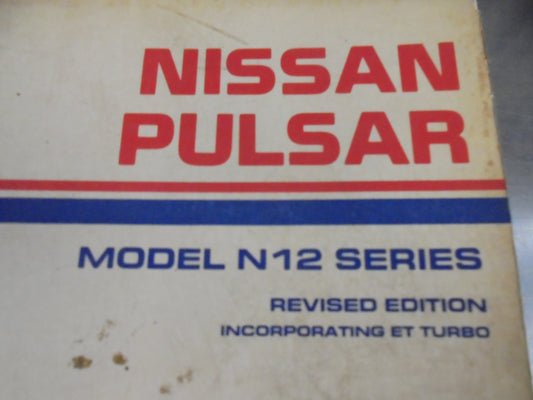 NISSAN
PULSAR
MODEL N12 SERIES
REVISED EDITION
INCORPORATING ET TURBO